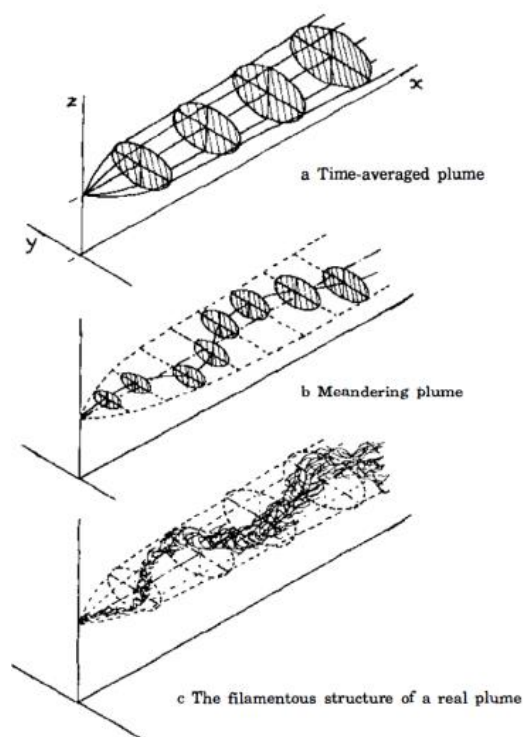 z
x
a Time-averaged plume
y
b Meandering plume
c The filamentous structure of a real plume